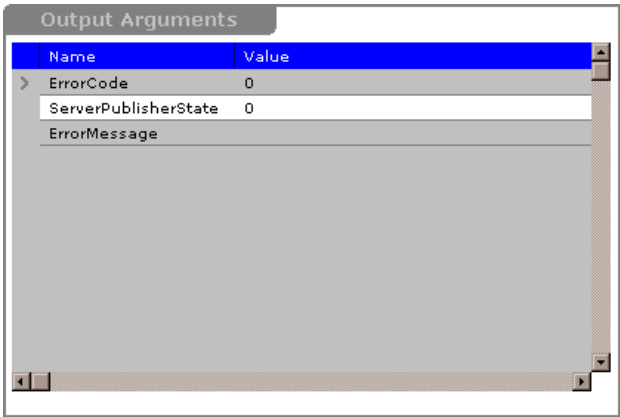 Output Arguments
Name Value
ErrorCode 0
ServerPublisherState 0
ErrorMessage